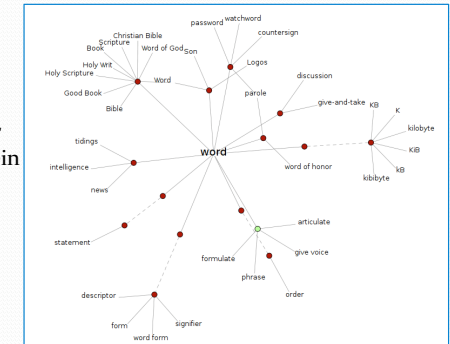 password watchword
Christian Bible
countersign
Scripture
Book
Word of God Son
Holy Writ
Logos
Holy Scripture
Word
discussion
Good Book
parole
give-and-take KB
Bible
K
kilobyte
tidings
word
KiB
in
intelligence
word of honor
kB
kibibyte
news
articulate
statement
give voice
formulate
phrase
descriptor
order
form
signifier
word form